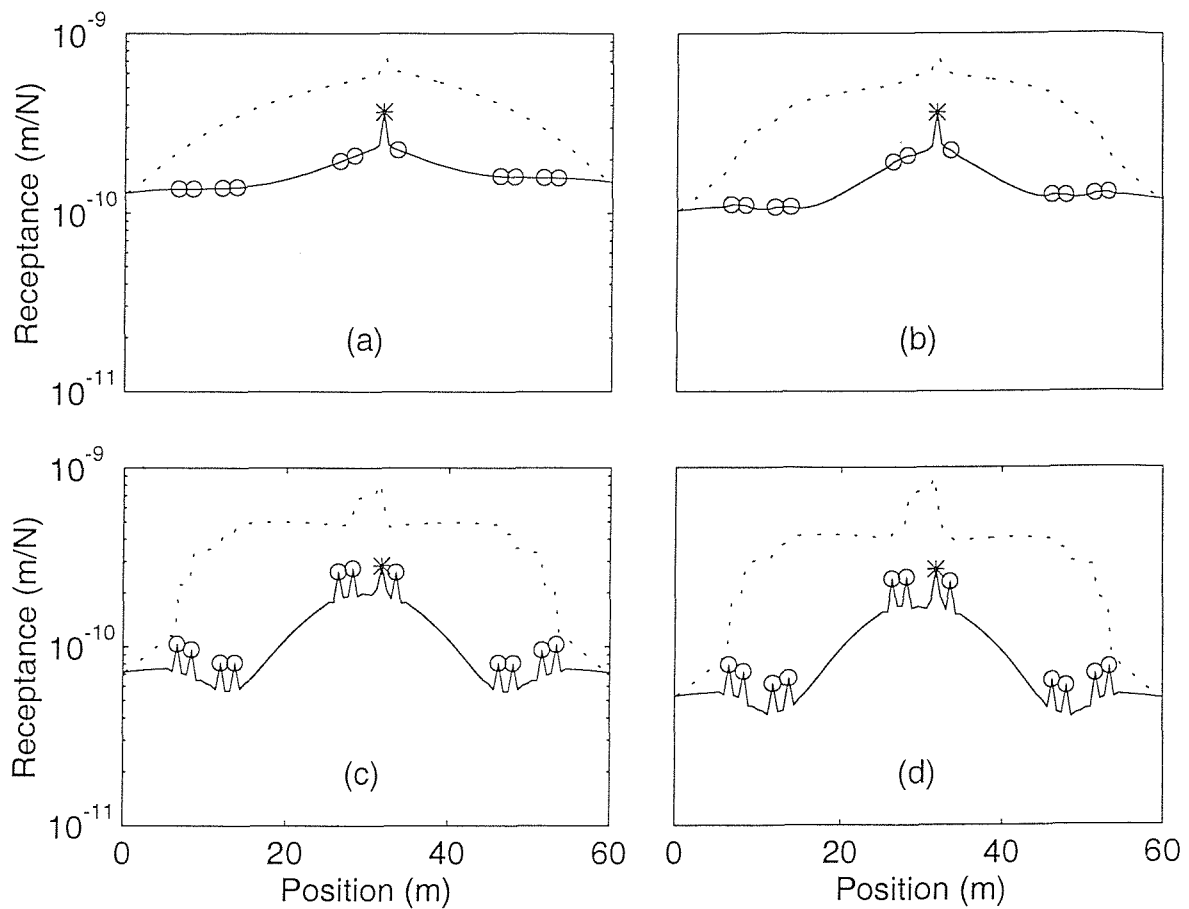 10-9
Receptance (m/N)
10-10
10-11
(a)
(b)
10-9
Receptance (m/N)
10-10
10-11
(c)
(d)
0 20 40 60
0 20 40 60
Position (m)
Position (m)